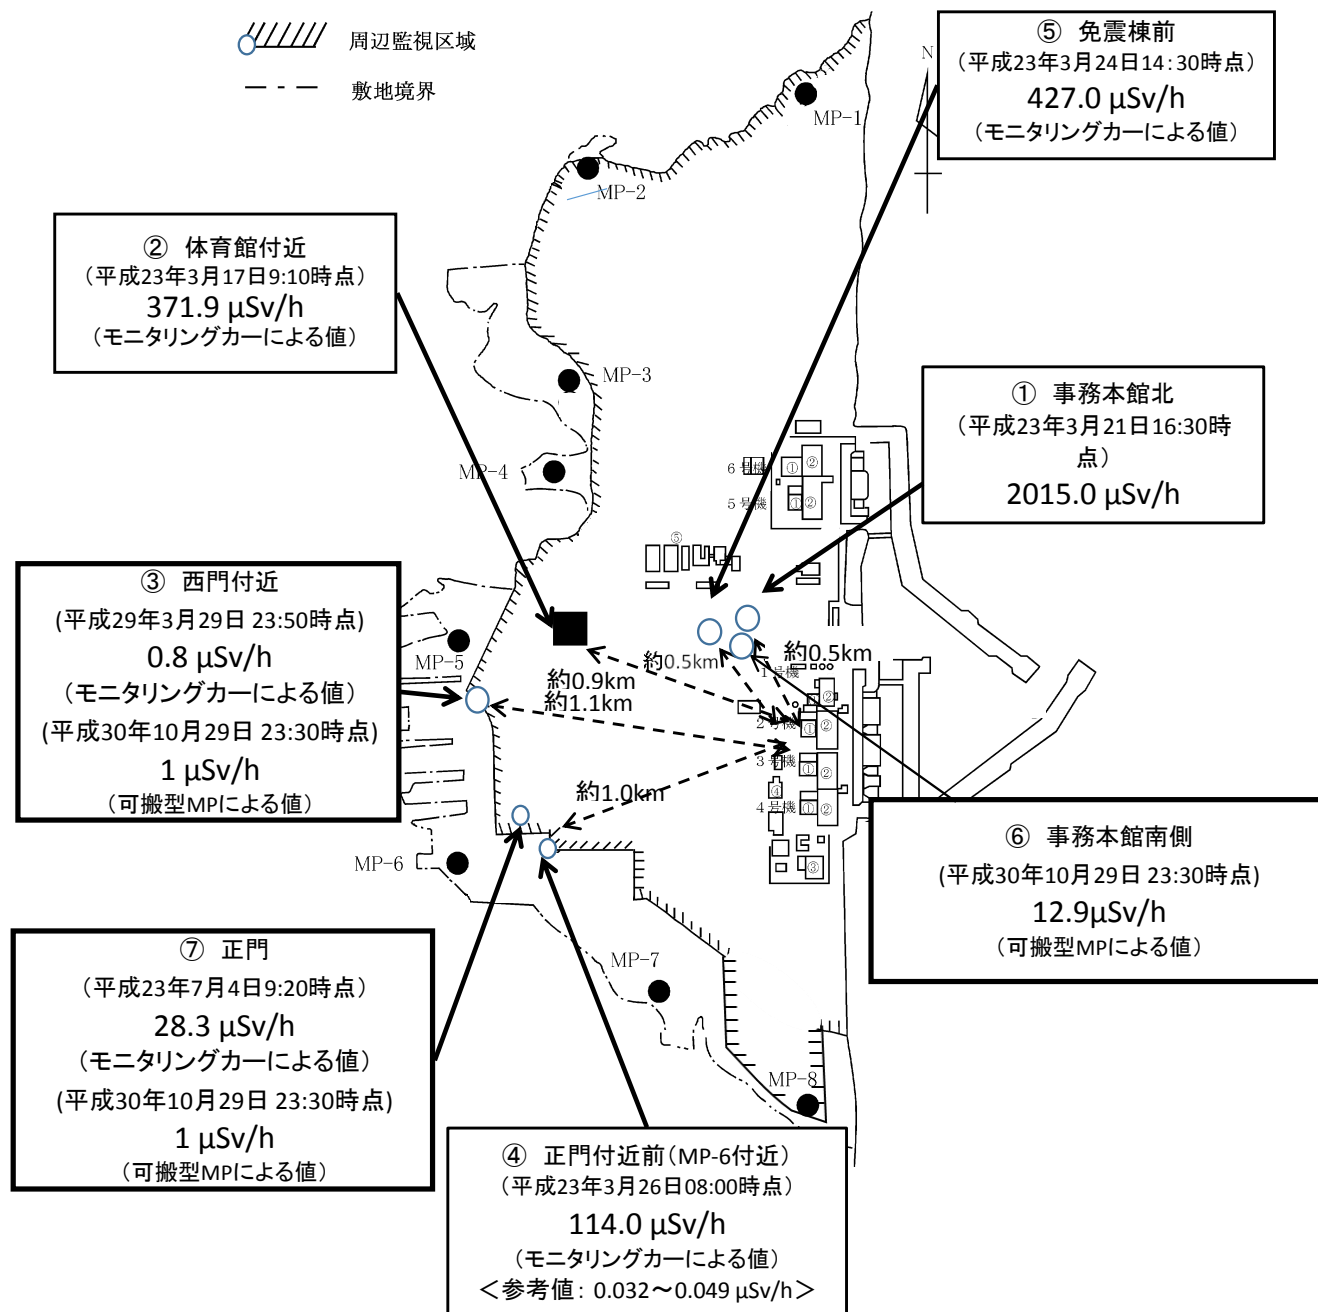 周辺監視区域
敷地境界
⑤ 免震棟前
(平成23年3月24日14:30時点)
427.0 μSv/h
(モニタリングカーによる値)
N
MP-1
MP-2
② 体育館付近
(平成23年3月17日9:10時点)
371.9 μSv/h
(モニタリングカーによる値)
MP-3
MP-4
① 事務本館北
(平成23年3月21日16:30時
点)
2015.0 μSv/h
6号機
①
②
5号機
①
②
⑤
③ 西門付近
(平成29年3月29日 23:50時点)
0.8 μSv/h
(モニタリングカーによる値)
(平成30年10月29日 23:30時点)
1 μSv/h
(可搬型MPによる値)
MP-5
約0.5km
約0.5km
約0.9km
約1.1km
約1.0km
1号機
②
2号機
①
②
3号機
①
②
④
4号機
①
②
③
MP-6
⑥ 事務本館南側
(平成30年10月29日 23:30時点)
12.9μSv/h
(可搬型MPによる値)
⑦ 正門
(平成23年7月4日9:20時点)
28.3 μSv/h
(モニタリングカーによる値)
(平成30年10月29日 23:30時点)
1 μSv/h
(可搬型MPによる値)
MP-7
MP-8
④ 正門付近前(MP-6付近)
(平成23年3月26日08:00時点)
114.0 μSv/h
(モニタリングカーによる値)
<参考値: 0.032～0.049 μSv/h>